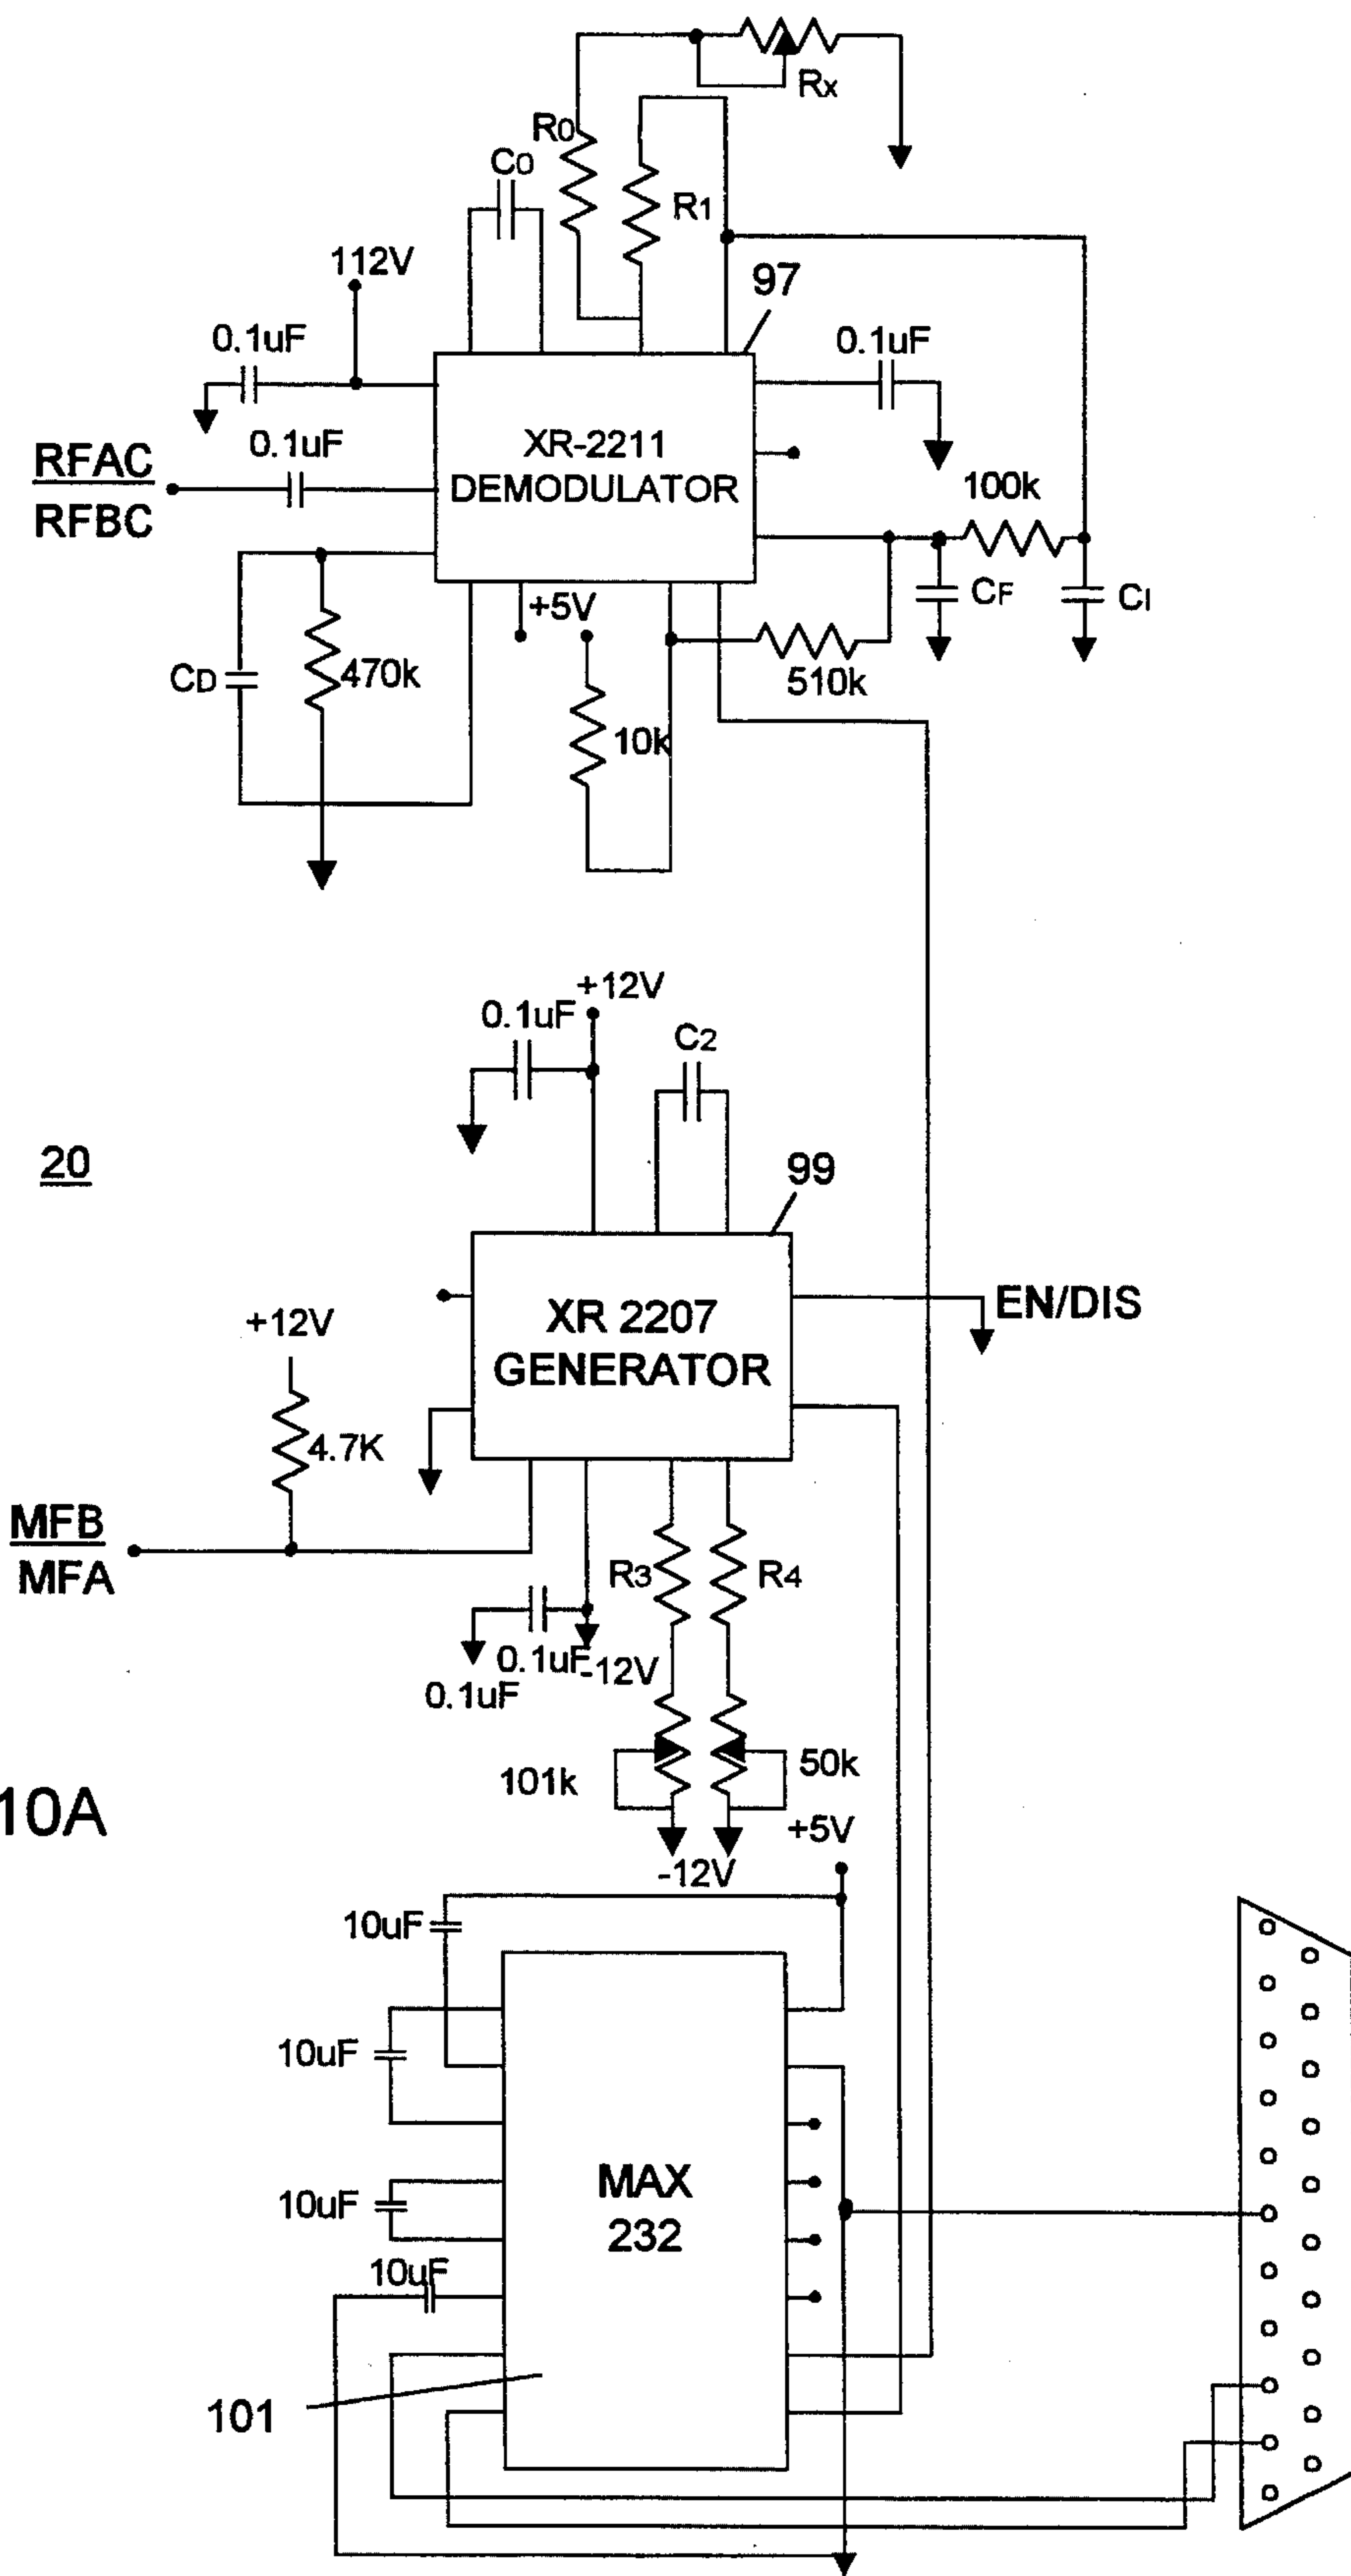 Rx
R0
C0
R1
112V
97
0.1uF
0.1uF
RFAC
0.1uF
XR-2211
DEMODULATOR
100k
RFBC
+5V
CF
CI
CD
470k
510k
10k
+12V
0.1uF
C2
20
99
EN/DIS
+12V
XR 2207
GENERATOR
4.7K
MFB
MFA
R3
R4
0.1uF
-12V
0.1uF
101k
50k
10A
+5V
-12V
10uF
10uF
MAX
232
10uF
10uF
101